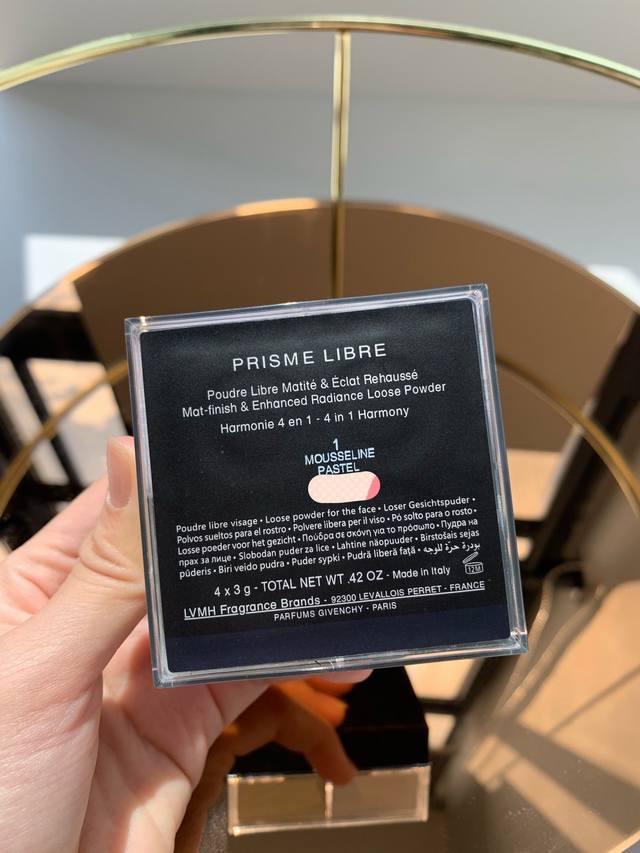 PRISME LIBRE
Poudre Libre Matité & Éclat Rehaussé
Mat-finish & Enhanced Radiance Loose Powder
Harmonie 4 en 1 - 4 in 1 Harmony
1
MOUSSELINE
PASTEL
Poudre libre visage • Loose powder for the face • Loser Gesichtspuder •
Polvos sueltos para el rostro • Polvere libera per il viso • Pó solto para o rosto •
Losse poeder voor het gezicht • Πούδρα σε σκόνη για το πρόσωπο • Пудра на
прах за лице • Slobodan puder za lice • Lahtine näopuuder • Birstošais sejas
pūderis • Biri veido pudra • Puder sypki • Pudră liberă față • بودرة حرّة للوجه
4 x 3 g - TOTAL NET WT .42 OZ - Made in Italy
12M
LVMH Fragrance Brands - 92300 LEVALLOIS PERRET - FRANCE
PARFUMS GIVENCHY - PARIS